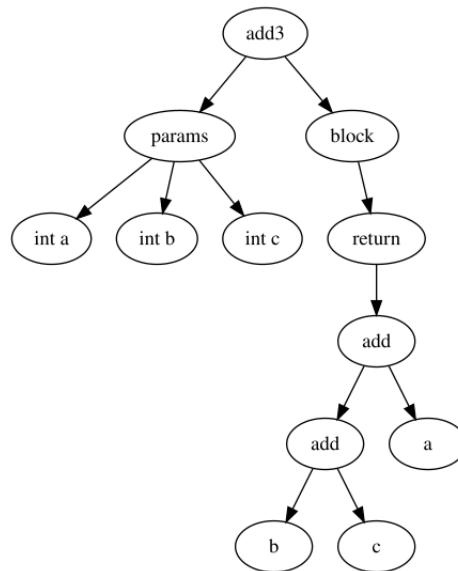 add3
params block
int a int b int c return
add
add a
b c